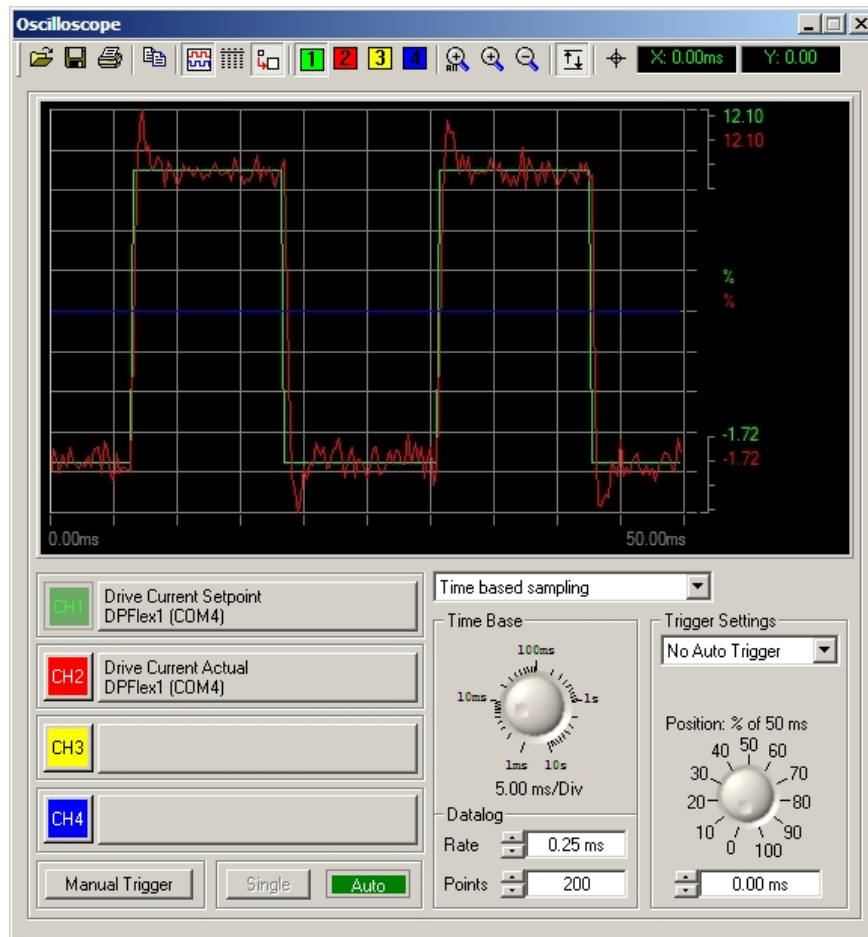 Oscilloscope
1 2 3 4 All X: 0.00ms Y: 0.00
12.10
12.10
%
%
-1.72
-1.72
0.00ms 50.00ms
CH1 Drive Current Setpoint
DPFlex1 (COM4)
CH2 Drive Current Actual
DPFlex1 (COM4)
CH3
CH4
Manual Trigger Single Auto
Time based sampling
Time Base
100ms
10ms 1s
1ms 10s
5.00 ms/Div
Datalog
Rate 0.25 ms
Points 200
Trigger Settings
No Auto Trigger
Position: % of 50 ms
40 50 60
30 70
20 80
10 90
0 100
0.00 ms